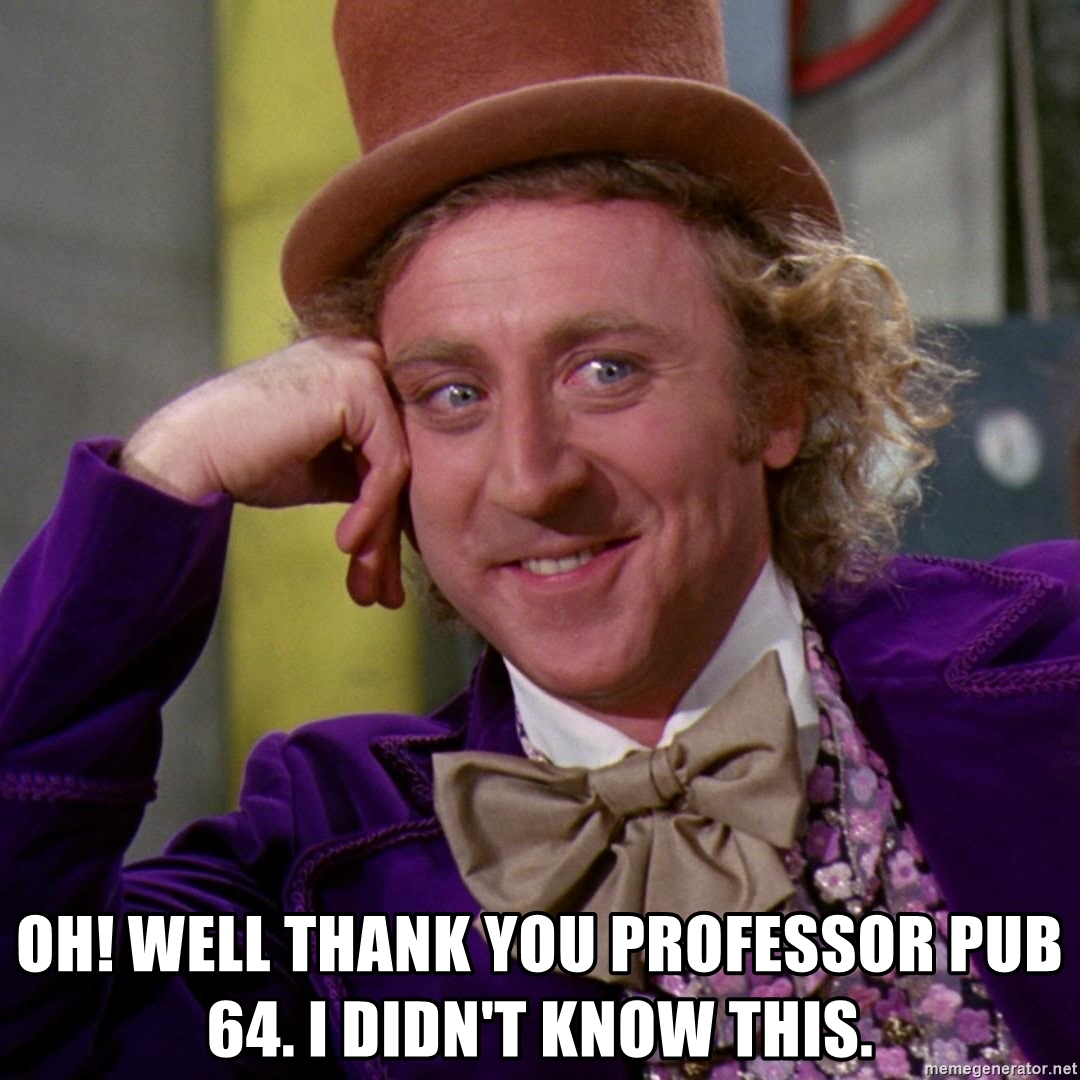 OH! WELL THANK YOU PROFESSOR PUB
64. I DIDN'T KNOW THIS.
memegenerator.net